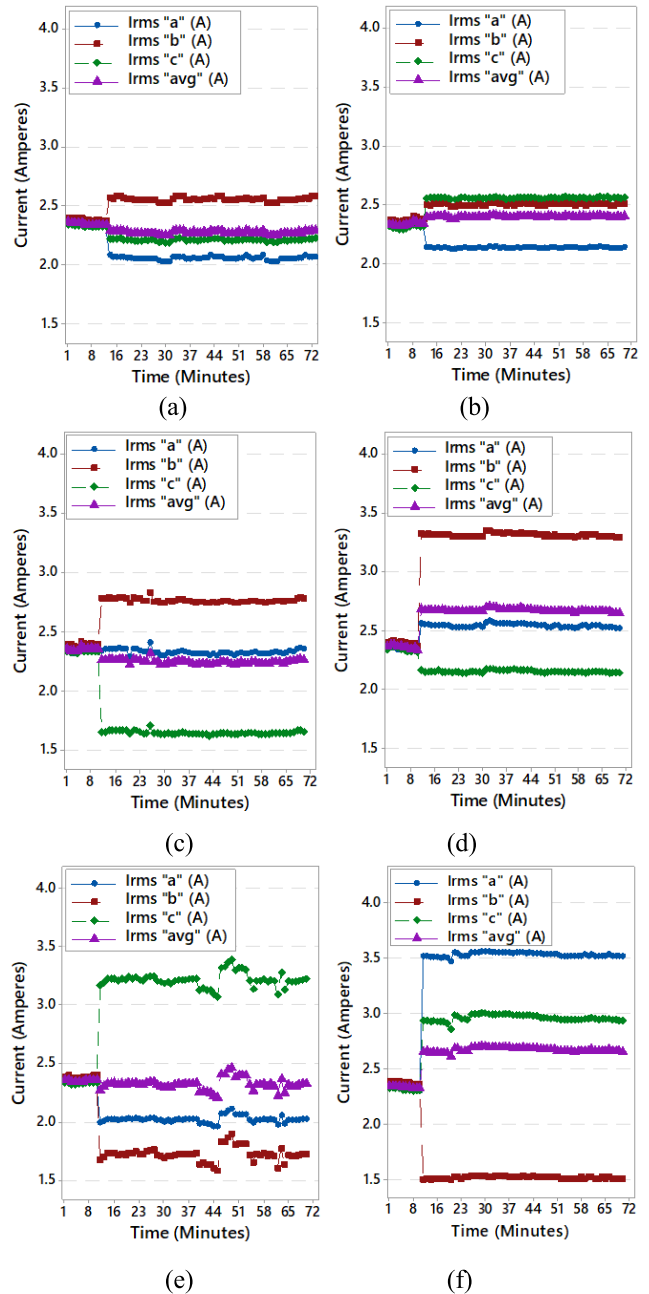 Irms "a" (A)
Irms "b" (A)
Irms "c" (A)
Irms "avg" (A)
4.0
3.5
3.0
2.5
2.0
1.5
Current (Amperes)
1 8 16 23 30 37 44 51 58 65 72
Time (Minutes)
(a)
Irms "a" (A)
Irms "b" (A)
Irms "c" (A)
Irms "avg" (A)
4.0
3.5
3.0
2.5
2.0
1.5
Current (Amperes)
1 8 16 23 30 37 44 51 58 65 72
Time (Minutes)
(b)
Irms "a" (A)
Irms "b" (A)
Irms "c" (A)
Irms "avg" (A)
4.0
3.5
3.0
2.5
2.0
1.5
Current (Amperes)
1 8 16 23 30 37 44 51 58 65 72
Time (Minutes)
(c)
Irms "a" (A)
Irms "b" (A)
Irms "c" (A)
Irms "avg" (A)
4.0
3.5
3.0
2.5
2.0
1.5
Current (Amperes)
1 8 16 23 30 37 44 51 58 65 72
Time (Minutes)
(d)
Irms "a" (A)
Irms "b" (A)
Irms "c" (A)
Irms "avg" (A)
4.0
3.5
3.0
2.5
2.0
1.5
Current (Amperes)
1 8 16 23 30 37 44 51 58 65 72
Time (Minutes)
(e)
Irms "a" (A)
Irms "b" (A)
Irms "c" (A)
Irms "avg" (A)
4.0
3.5
3.0
2.5
2.0
1.5
Current (Amperes)
1 8 16 23 30 37 44 51 58 65 72
Time (Minutes)
(f)